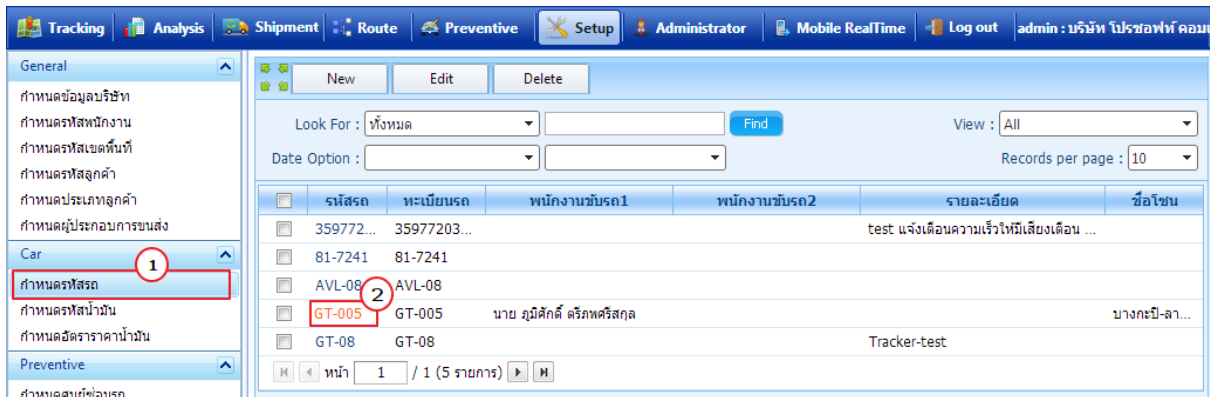 Tracking Analysis Shipment Route Preventive Setup Administrator Mobile RealTime Log out admin : บริษัท โปรซอฟท์ คอม
General
กำหนดข้อมูลบริษัท
กำหนดรหัสพนักงาน
กำหนดรหัสเขตพื้นที่
กำหนดรหัสลูกค้า
กำหนดประเภทลูกค้า
กำหนดผู้ประกอบการขนส่ง
Car
1
กำหนดรหัสรถ
กำหนดรหัสน้ำมัน
กำหนดอัตราราคาน้ำมัน
Preventive
กำหนดศูนย์ซ่อมรถ
New Edit Delete
Look For : ทั้งหมด Find View : All
Date Option : Records per page : 10
รหัสรถ ทะเบียนรถ พนักงานขับรถ1 พนักงานขับรถ2 รายละเอียด ชื่อโซน
359772... 35977203... test แจ้งเตือนความเร็วให้มีเสียงเตือน ...
81-7241 81-7241
AVL-08 AVL-08
2
GT-005 GT-005 นาย ภูมิศักดิ์ ตรีภพศรีสกุล บางกะปิ-ลา...
GT-08 GT-08 Tracker-test
หน้า 1 / 1 (5 รายการ)